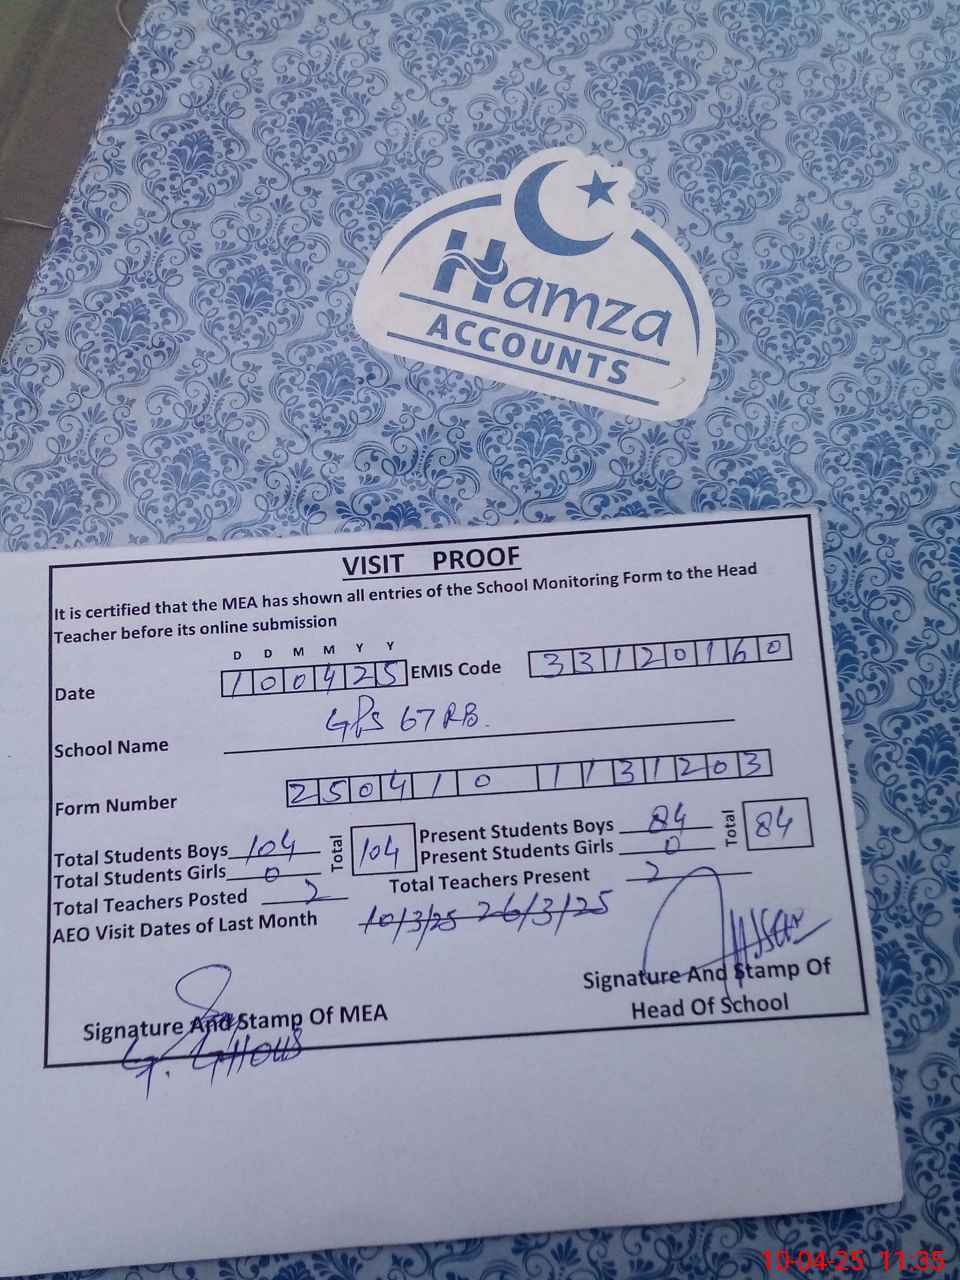 Hamza
ACCOUNTS
VISIT PROOF
It is certified that the MEA has shown all entries of the School Monitoring Form to the Head
Teacher before its online submission
D D M M Y Y
Date 100425 EMIS Code 33120160
School Name GPS 67 RB.
Form Number 250410 1131203
Total Students Boys 104 Total 104 Present Students Boys 84 Total 84
Total Students Girls 0 Present Students Girls 0
Total Teachers Posted 2 Total Teachers Present 2
AEO Visit Dates of Last Month 10/3/25 26/3/25
Signature And Stamp Of MEA
G. GHOUS
Signature And Stamp Of
Head Of School
10-04-25 11:35